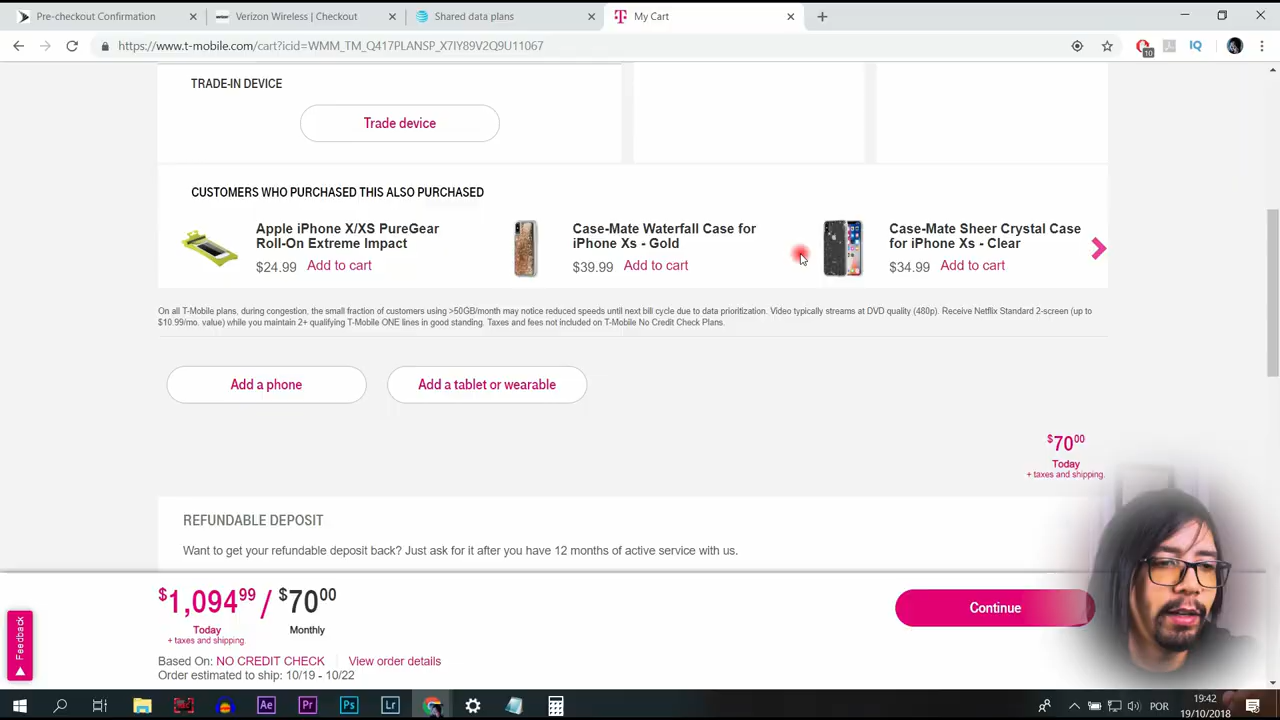 Pre-checkout Confirmation
Verizon Wireless | Checkout
Shared data plans
My Cart
https://www.t-mobile.com/cart?icid=WMM_TM_Q417PLANSP_X7IY89V2Q9U11067
10
IQ
TRADE-IN DEVICE
Trade device
CUSTOMERS WHO PURCHASED THIS ALSO PURCHASED
Apple iPhone X/XS PureGear
Roll-On Extreme Impact
$24.99 Add to cart
Case-Mate Waterfall Case for
iPhone Xs - Gold
$39.99 Add to cart
Case-Mate Sheer Crystal Case
for iPhone Xs - Clear
$34.99 Add to cart
On all T-Mobile plans, during congestion, the small fraction of customers using >50GB/month may notice reduced speeds until next bill cycle due to data prioritization. Video typically streams at DVD quality (480p). Receive Netflix Standard 2-screen (up to
$10.99/mo. value) while you maintain 2+ qualifying T-Mobile ONE lines in good standing. Taxes and fees not included on T-Mobile No Credit Check Plans.
Add a phone
Add a tablet or wearable
$7000
Today
+ taxes and shipping.
REFUNDABLE DEPOSIT
Want to get your refundable deposit back? Just ask for it after you have 12 months of active service with us.
$1,09499 / $7000
Today
Monthly
+ taxes and shipping.
Continue
Based On: NO CREDIT CHECK View order details
Order estimated to ship: 10/19 - 10/22
Feedback
Ae
Pr
Ps
Lr
POR
19:42
19/10/2018